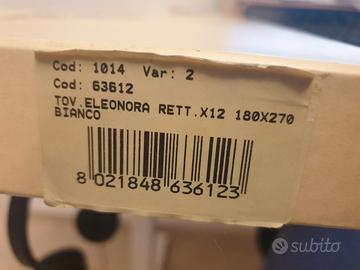 Cod: 1014 Var: 2
Cod: 63612
TOV.ELEONORA RETT.X12 180X270
BIANCO
8 021848 636123
subito